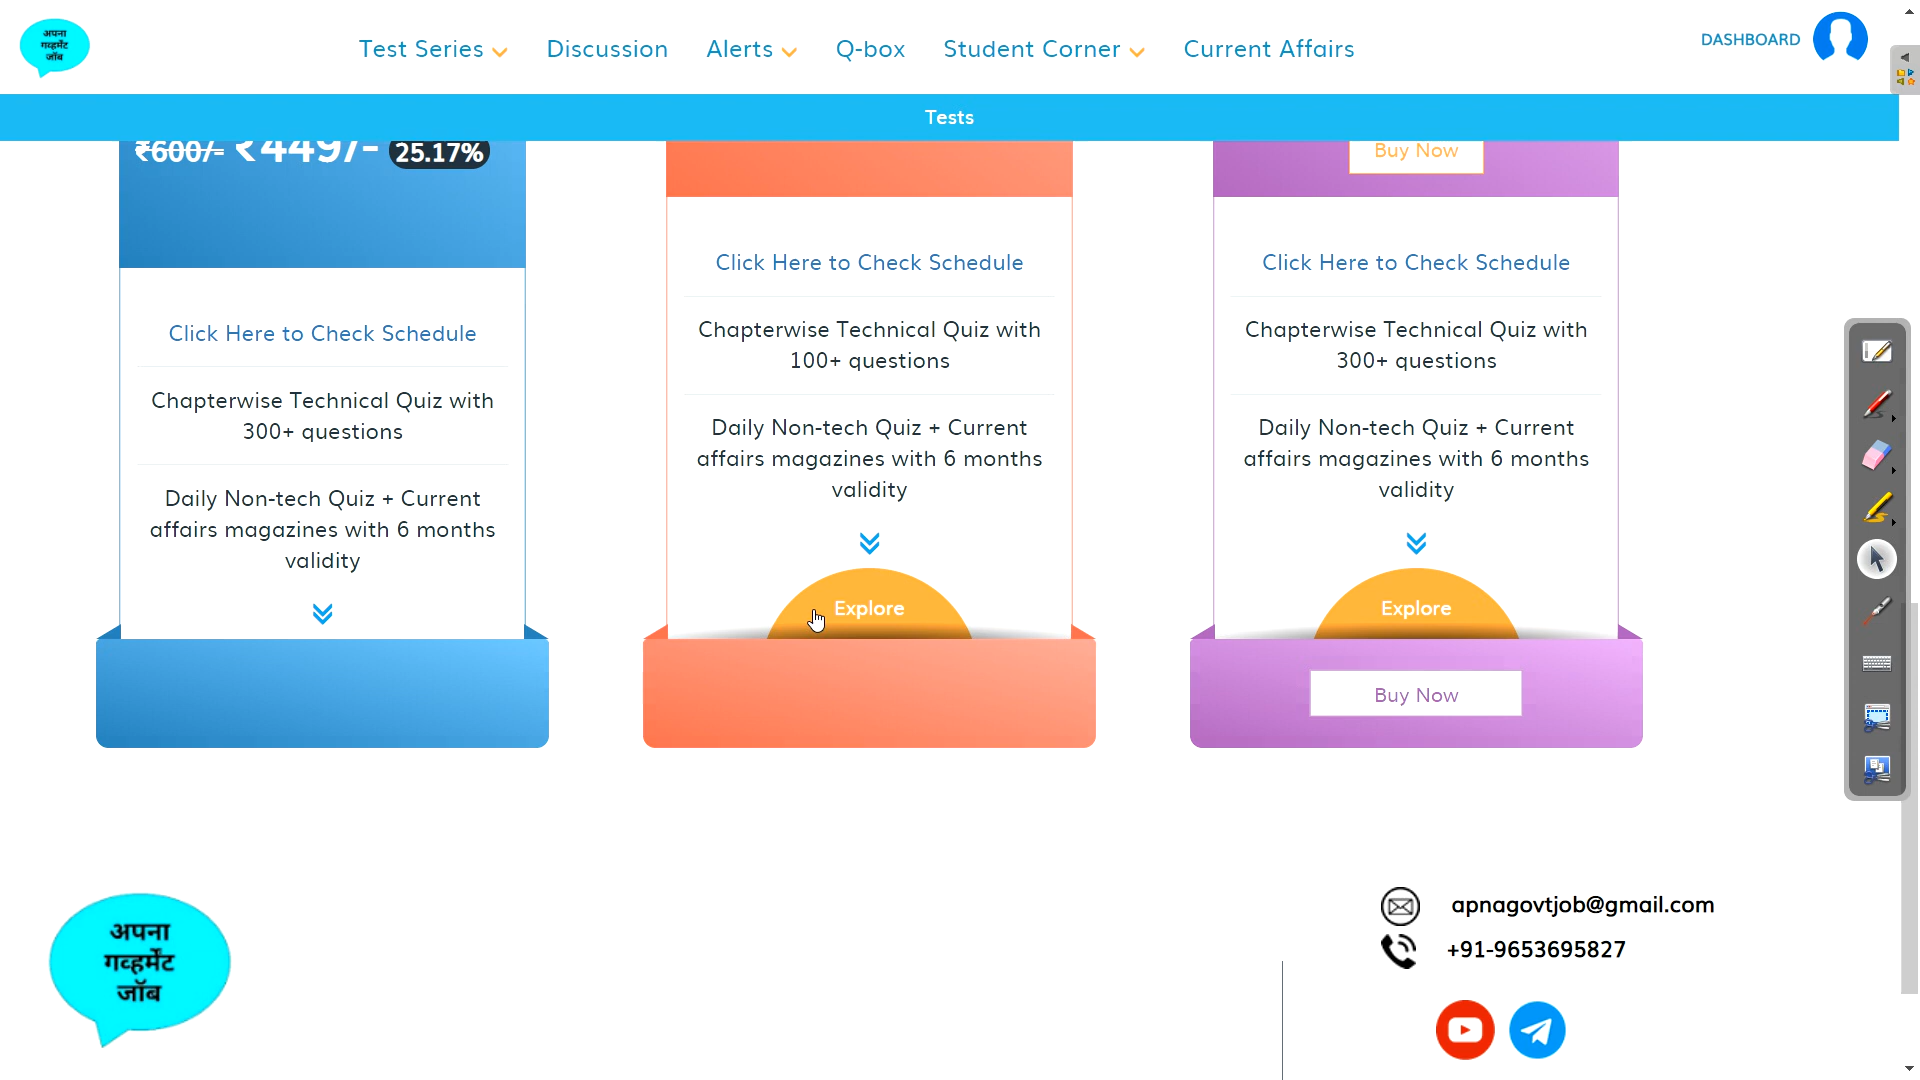 अपना
गव्हर्मेंट
जॉब
Test Series
Discussion
Alerts
Q-box
Student Corner
Current Affairs
DASHBOARD
Tests
₹600/- ₹449/- 25.17%
Click Here to Check Schedule
Chapterwise Technical Quiz with
300+ questions
Daily Non-tech Quiz + Current
affairs magazines with 6 months
validity
Click Here to Check Schedule
Chapterwise Technical Quiz with
100+ questions
Daily Non-tech Quiz + Current
affairs magazines with 6 months
validity
Explore
Buy Now
Click Here to Check Schedule
Chapterwise Technical Quiz with
300+ questions
Daily Non-tech Quiz + Current
affairs magazines with 6 months
validity
Explore
Buy Now
अपना
गव्हर्मेंट
जॉब
apnagovtjob@gmail.com
+91-9653695827